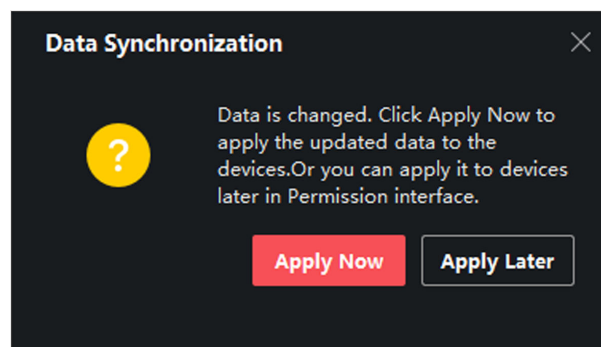 Data Synchronization
?
Data is changed. Click Apply Now to
apply the updated data to the
devices.Or you can apply it to devices
later in Permission interface.
Apply Now
Apply Later